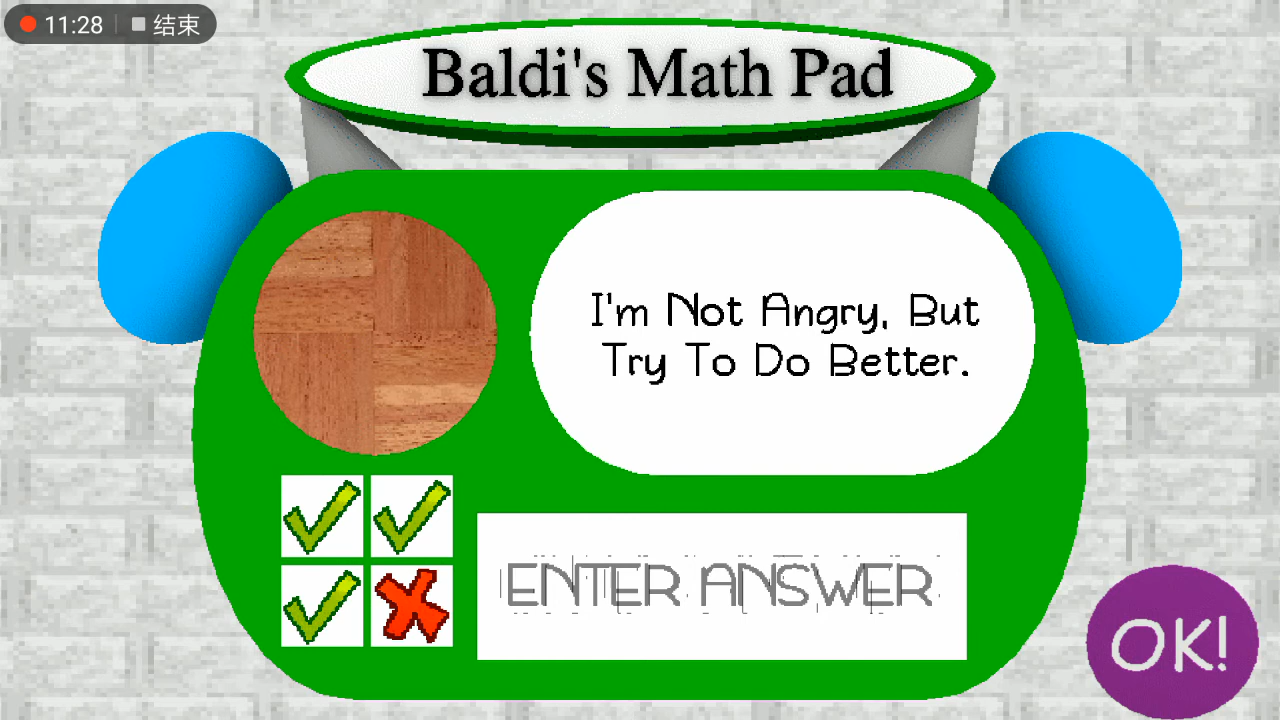 11:28 结束
Baldi's Math Pad
I'm Not Angry, But
Try To Do Better.
ENTER ANSWER
OK!